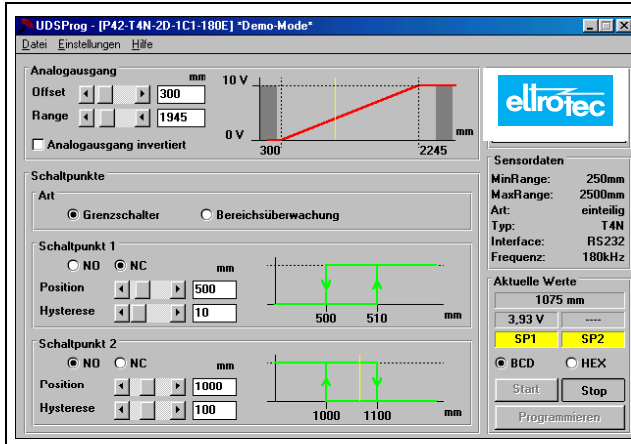 UDSProg - [P42-T4N-2D-1C1-180E] *Demo-Mode*
Datei Einstellungen Hilfe
Analogausgang
mm
Offset 300
Range 1945
Analogausgang invertiert
10 V
0 V
300
2245
mm
eltrotec
Schaltpunkte
Art
Grenzschalter Bereichsüberwachung
Schaltpunkt 1
NO NC mm
Position 500
Hysterese 10
500 510 mm
Schaltpunkt 2
NO NC mm
Position 1000
Hysterese 100
1000 1100 mm
Sensordaten
MinRange: 250mm
MaxRange: 2500mm
Art: einteilig
Typ: T4N
Interface: RS232
Frequenz: 180kHz
Aktuelle Werte
1075 mm
3,93 V ----
SP1 SP2
BCD HEX
Start Stop
Programmieren